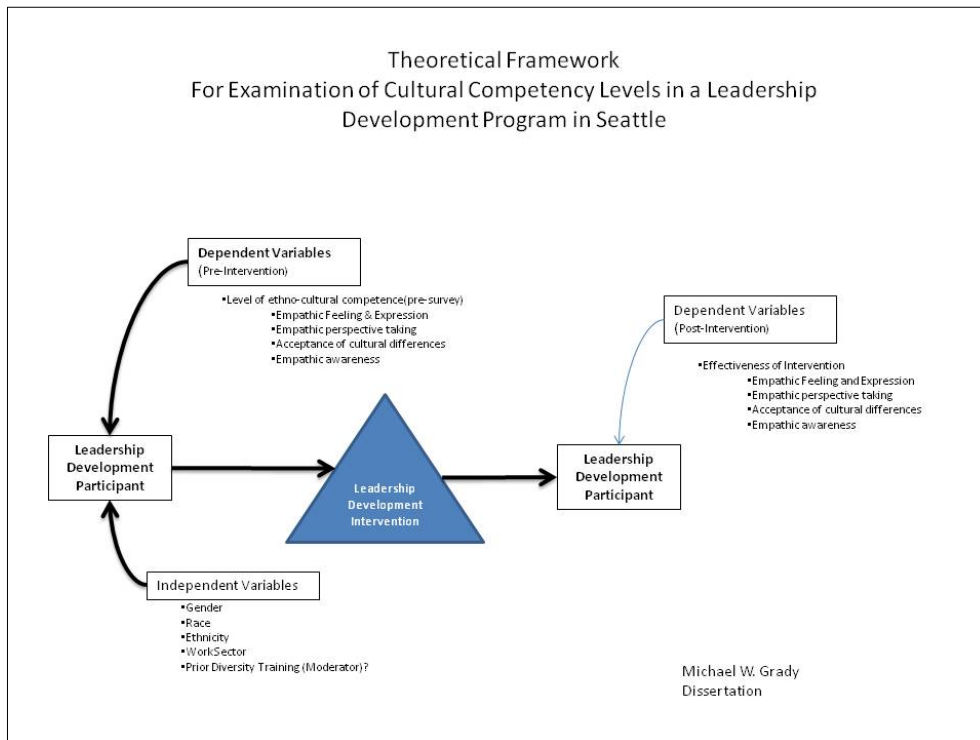 Theoretical Framework
For Examination of Cultural Competency Levels in a Leadership
Development Program in Seattle
Dependent Variables
(Pre-Intervention)
▪Level of ethno-cultural competence(pre-survey)
▪Empathic Feeling & Expression
▪Empathic perspective taking
▪Acceptance of cultural differences
▪Empathic awareness
Dependent Variables
(Post-Intervention)
▪Effectiveness of Intervention
▪Empathic Feeling and Expression
▪Empathic perspective taking
▪Acceptance of cultural differences
▪Empathic awareness
Leadership
Development
Participant
Leadership
Development
Intervention
Leadership
Development
Participant
Independent Variables
▪Gender
▪Race
▪Ethnicity
▪WorkSector
▪Prior Diversity Training (Moderator)?
Michael W. Grady
Dissertation